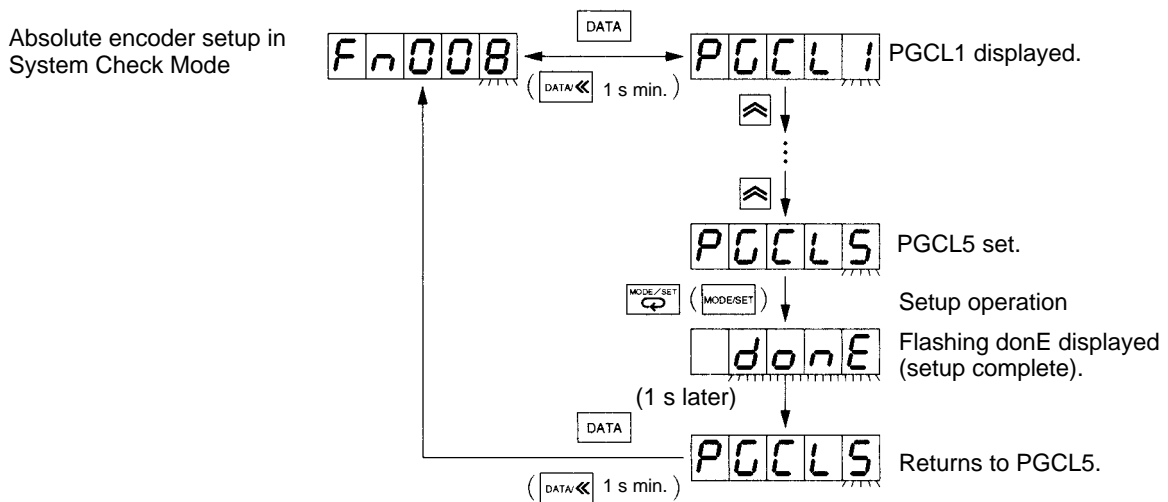 Absolute encoder setup in
System Check Mode
Fn008
DATA
(DATA/≪ 1 s min.)
PGCL1
PGCL1 displayed.
⋮
PGCL5
PGCL5 set.
MODE/SET
(MODE/SET)
Setup operation
donE
Flashing donE displayed
(setup complete).
(1 s later)
DATA
(DATA/≪ 1 s min.)
PGCL5
Returns to PGCL5.